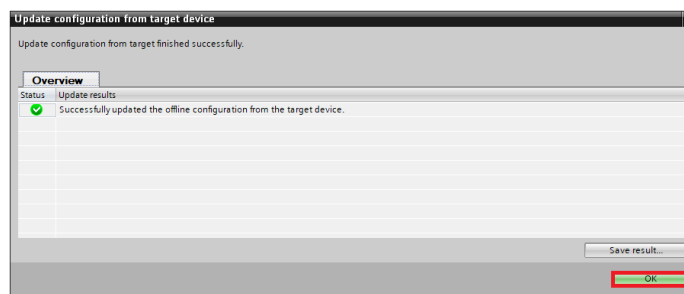 Update configuration from target device
Update configuration from target finished successfully.
Overview
Status Update results
Successfully updated the offline configuration from the target device.
Save result...
OK